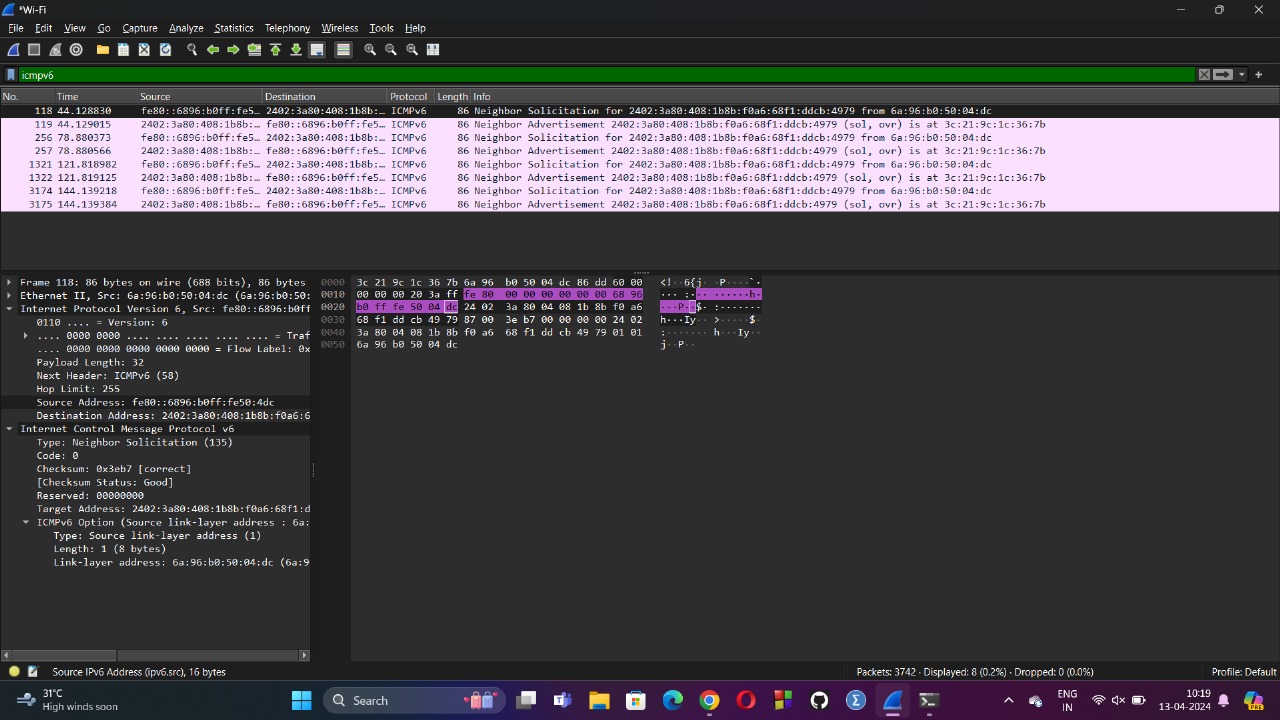 *Wi-Fi
File Edit View Go Capture Analyze Statistics Telephony Wireless Tools Help
icmpv6
No. Time Source Destination Protocol Length Info
118 44.128830 fe80::6896:b0ff:fe5… 2402:3a80:408:1b8b:… ICMPv6 86 Neighbor Solicitation for 2402:3a80:408:1b8b:f0a6:68f1:ddcb:4979 from 6a:96:b0:50:04:dc
119 44.129015 2402:3a80:408:1b8b:… fe80::6896:b0ff:fe5… ICMPv6 86 Neighbor Advertisement 2402:3a80:408:1b8b:f0a6:68f1:ddcb:4979 (sol, ovr) is at 3c:21:9c:1c:36:7b
256 78.880373 fe80::6896:b0ff:fe5… 2402:3a80:408:1b8b:… ICMPv6 86 Neighbor Solicitation for 2402:3a80:408:1b8b:f0a6:68f1:ddcb:4979 from 6a:96:b0:50:04:dc
257 78.880566 2402:3a80:408:1b8b:… fe80::6896:b0ff:fe5… ICMPv6 86 Neighbor Advertisement 2402:3a80:408:1b8b:f0a6:68f1:ddcb:4979 (sol, ovr) is at 3c:21:9c:1c:36:7b
1321 121.818982 fe80::6896:b0ff:fe5… 2402:3a80:408:1b8b:… ICMPv6 86 Neighbor Solicitation for 2402:3a80:408:1b8b:f0a6:68f1:ddcb:4979 from 6a:96:b0:50:04:dc
1322 121.819125 2402:3a80:408:1b8b:… fe80::6896:b0ff:fe5… ICMPv6 86 Neighbor Advertisement 2402:3a80:408:1b8b:f0a6:68f1:ddcb:4979 (sol, ovr) is at 3c:21:9c:1c:36:7b
3174 144.139218 fe80::6896:b0ff:fe5… 2402:3a80:408:1b8b:… ICMPv6 86 Neighbor Solicitation for 2402:3a80:408:1b8b:f0a6:68f1:ddcb:4979 from 6a:96:b0:50:04:dc
3175 144.139384 2402:3a80:408:1b8b:… fe80::6896:b0ff:fe5… ICMPv6 86 Neighbor Advertisement 2402:3a80:408:1b8b:f0a6:68f1:ddcb:4979 (sol, ovr) is at 3c:21:9c:1c:36:7b
Frame 118: 86 bytes on wire (688 bits), 86 bytes
Ethernet II, Src: 6a:96:b0:50:04:dc (6a:96:b0:50:
Internet Protocol Version 6, Src: fe80::6896:b0ff
0110 .... = Version: 6
.... 0000 0000 .... .... .... .... .... = Traf
.... 0000 0000 0000 0000 0000 = Flow Label: 0x
Payload Length: 32
Next Header: ICMPv6 (58)
Hop Limit: 255
Source Address: fe80::6896:b0ff:fe50:4dc
Destination Address: 2402:3a80:408:1b8b:f0a6:6
Internet Control Message Protocol v6
Type: Neighbor Solicitation (135)
Code: 0
Checksum: 0x3eb7 [correct]
[Checksum Status: Good]
Reserved: 00000000
Target Address: 2402:3a80:408:1b8b:f0a6:68f1:d
ICMPv6 Option (Source link-layer address : 6a:
Type: Source link-layer address (1)
Length: 1 (8 bytes)
Link-layer address: 6a:96:b0:50:04:dc (6a:9
0000 3c 21 9c 1c 36 7b 6a 96 b0 50 04 dc 86 dd 60 00 <!··6{j· ·P····`·
0010 00 00 00 20 3a ff fe 80 00 00 00 00 00 00 68 96 ··· :··· ······h·
0020 b0 ff fe 50 04 dc 24 02 3a 80 04 08 1b 8b f0 a6 ···P··$· :·······
0030 68 f1 dd cb 49 79 87 00 3e b7 00 00 00 00 24 02 h···Iy·· >·····$·
0040 3a 80 04 08 1b 8b f0 a6 68 f1 dd cb 49 79 01 01 :······· h···Iy··
0050 6a 96 b0 50 04 dc j··P··
Source IPv6 Address (ipv6.src), 16 bytes
Packets: 3742 · Displayed: 8 (0.2%) · Dropped: 0 (0.0%)
Profile: Default
31°C
High winds soon
Search
ENG
IN
10:19
13-04-2024
PRE